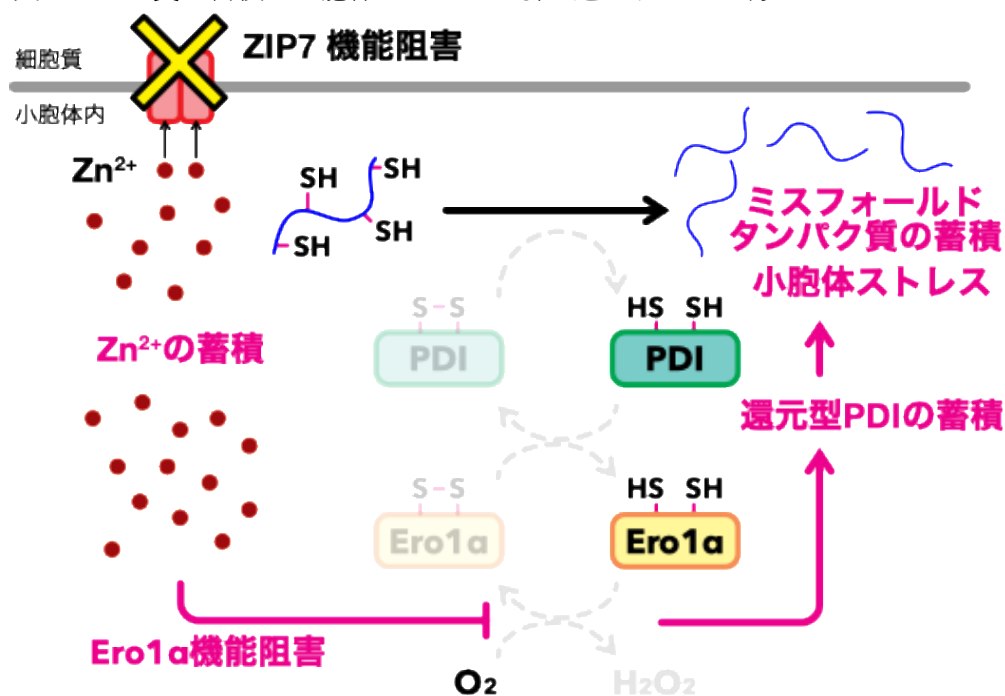 ZIP7 機能阻害
細胞質
小胞体内
Zn²⁺
SH
SH
SH
SH
ミスフォールド
タンパク質の蓄積
小胞体ストレス
S-S
PDI
HS SH
PDI
Zn²⁺の蓄積
還元型PDIの蓄積
S-S
Ero1a
HS SH
Ero1a
Ero1a機能阻害
O₂
H₂O₂